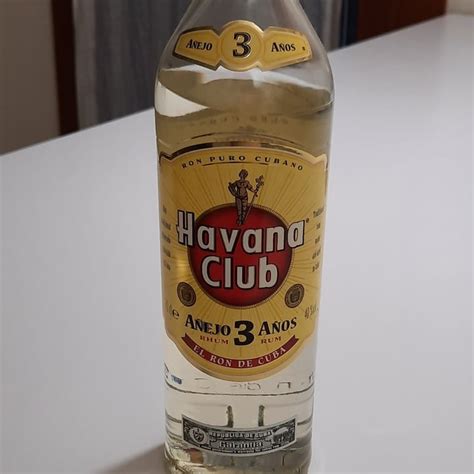 AÑEJO 3 AÑOS
RON PURO CUBANO
Havana
Club
AÑEJO 3 AÑOS
RHUM RUM
EL RON DE CUBA
REPUBLICA DE CUBA
Garantia